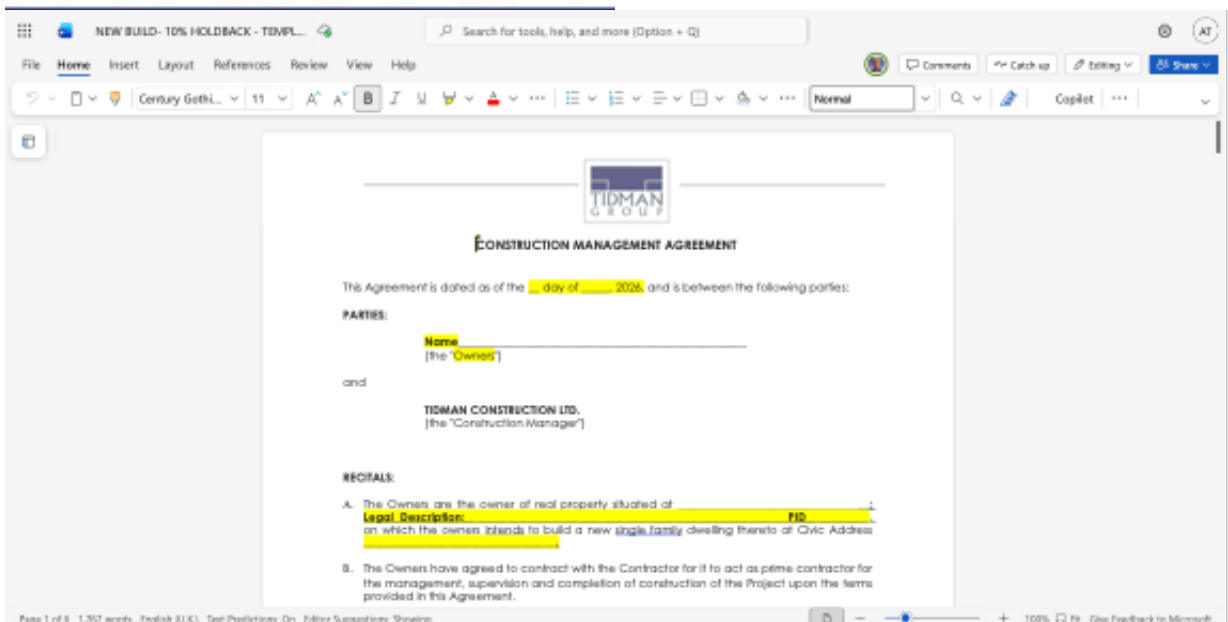 NEW BUILD- 10% HOLDBACK - TEMPL...
Search for tools, help, and more (Option + Q)
AT
File Home Insert Layout References Review View Help
Comments Catch up Editing Share
Century Gothi... 11 A A B I U A ... ... Normal Copilot ...
TIDMAN
GROUP
CONSTRUCTION MANAGEMENT AGREEMENT
This Agreement is dated as of the __ day of _____, 2026, and is between the following parties:
PARTIES:
Name
(the "Owners")
and
TIDMAN CONSTRUCTION LTD.
(the "Construction Manager")
RECITALS:
A. The Owners are the owner of real property situated at ____________________;
Legal Description: PID ,
on which the owners intends to build a new single family dwelling thereto at Civic Address
____________________.
B. The Owners have agreed to contract with the Contractor for it to act as prime contractor for
the management, supervision and completion of construction of the Project upon the terms
provided in this Agreement.
Page 1 of 8 1,767 words English (U.K.) Text Predictions: On Editor Suggestions: Showing 100% Fit Give Feedback to Microsoft